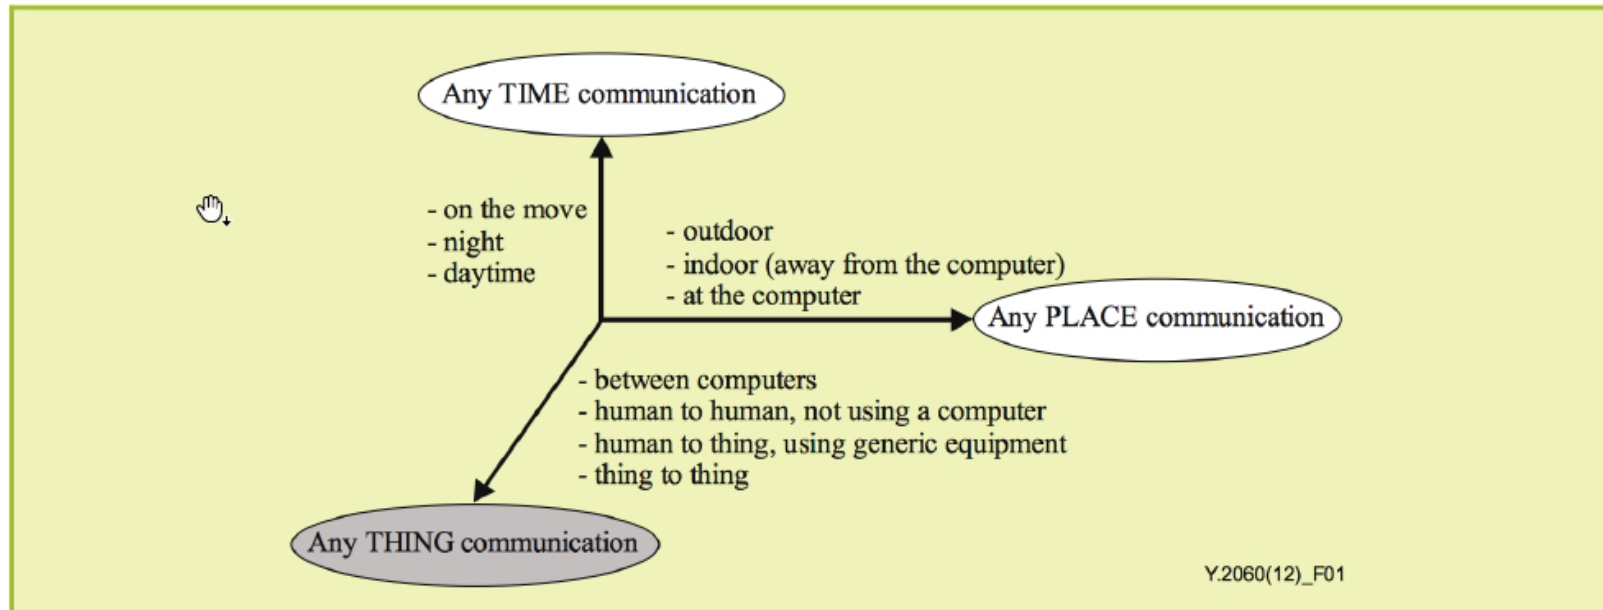 Any TIME communication
- on the move
- night
- daytime
- outdoor
- indoor (away from the computer)
- at the computer
Any PLACE communication
- between computers
- human to human, not using a computer
- human to thing, using generic equipment
- thing to thing
Any THING communication
Y.2060(12)_F01